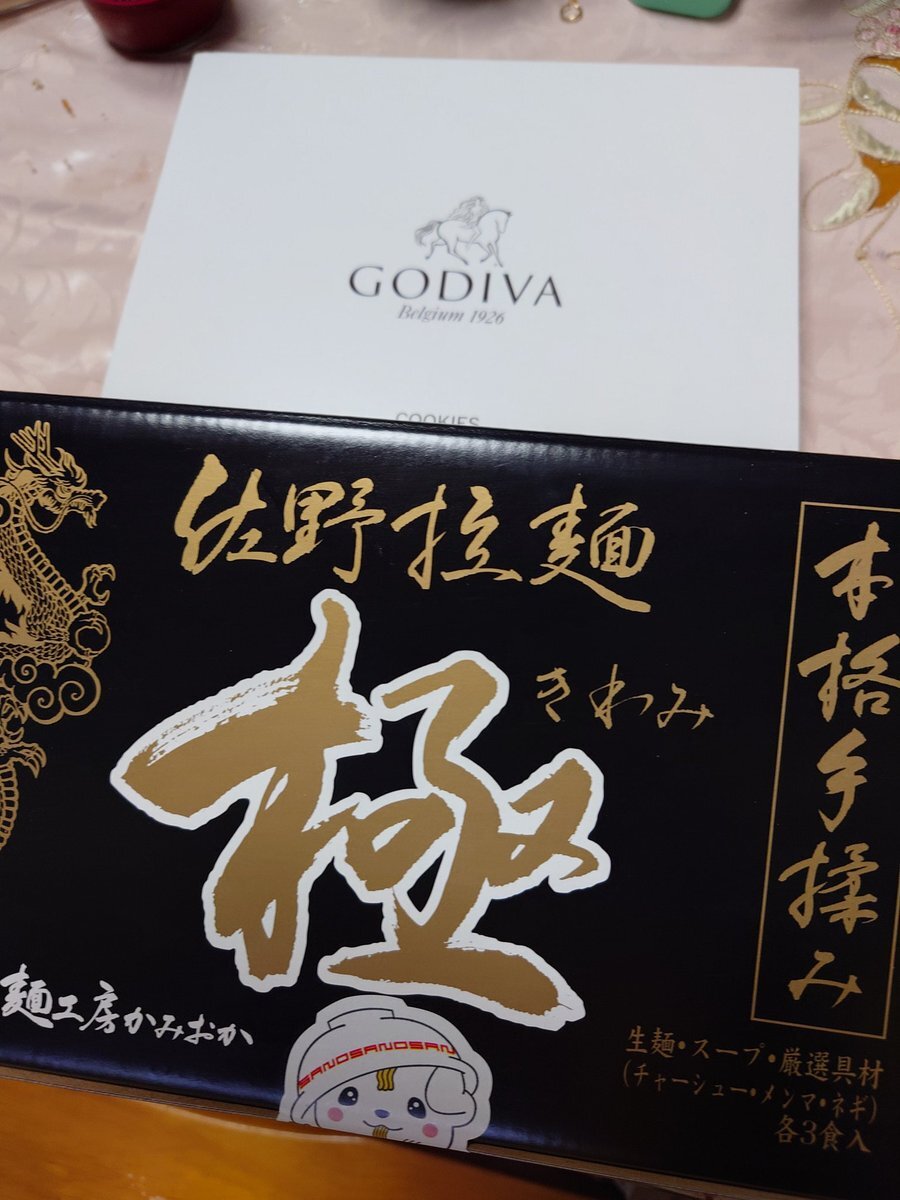 GODIVA
Belgium 1926
COOKIES
佐野拉麺
極
きわみ
本格手揉み
麺工房かみおか
SANOSANOSAN
生麺・スープ・厳選具材
(チャーシュー・メンマ・ネギ)
各3食入